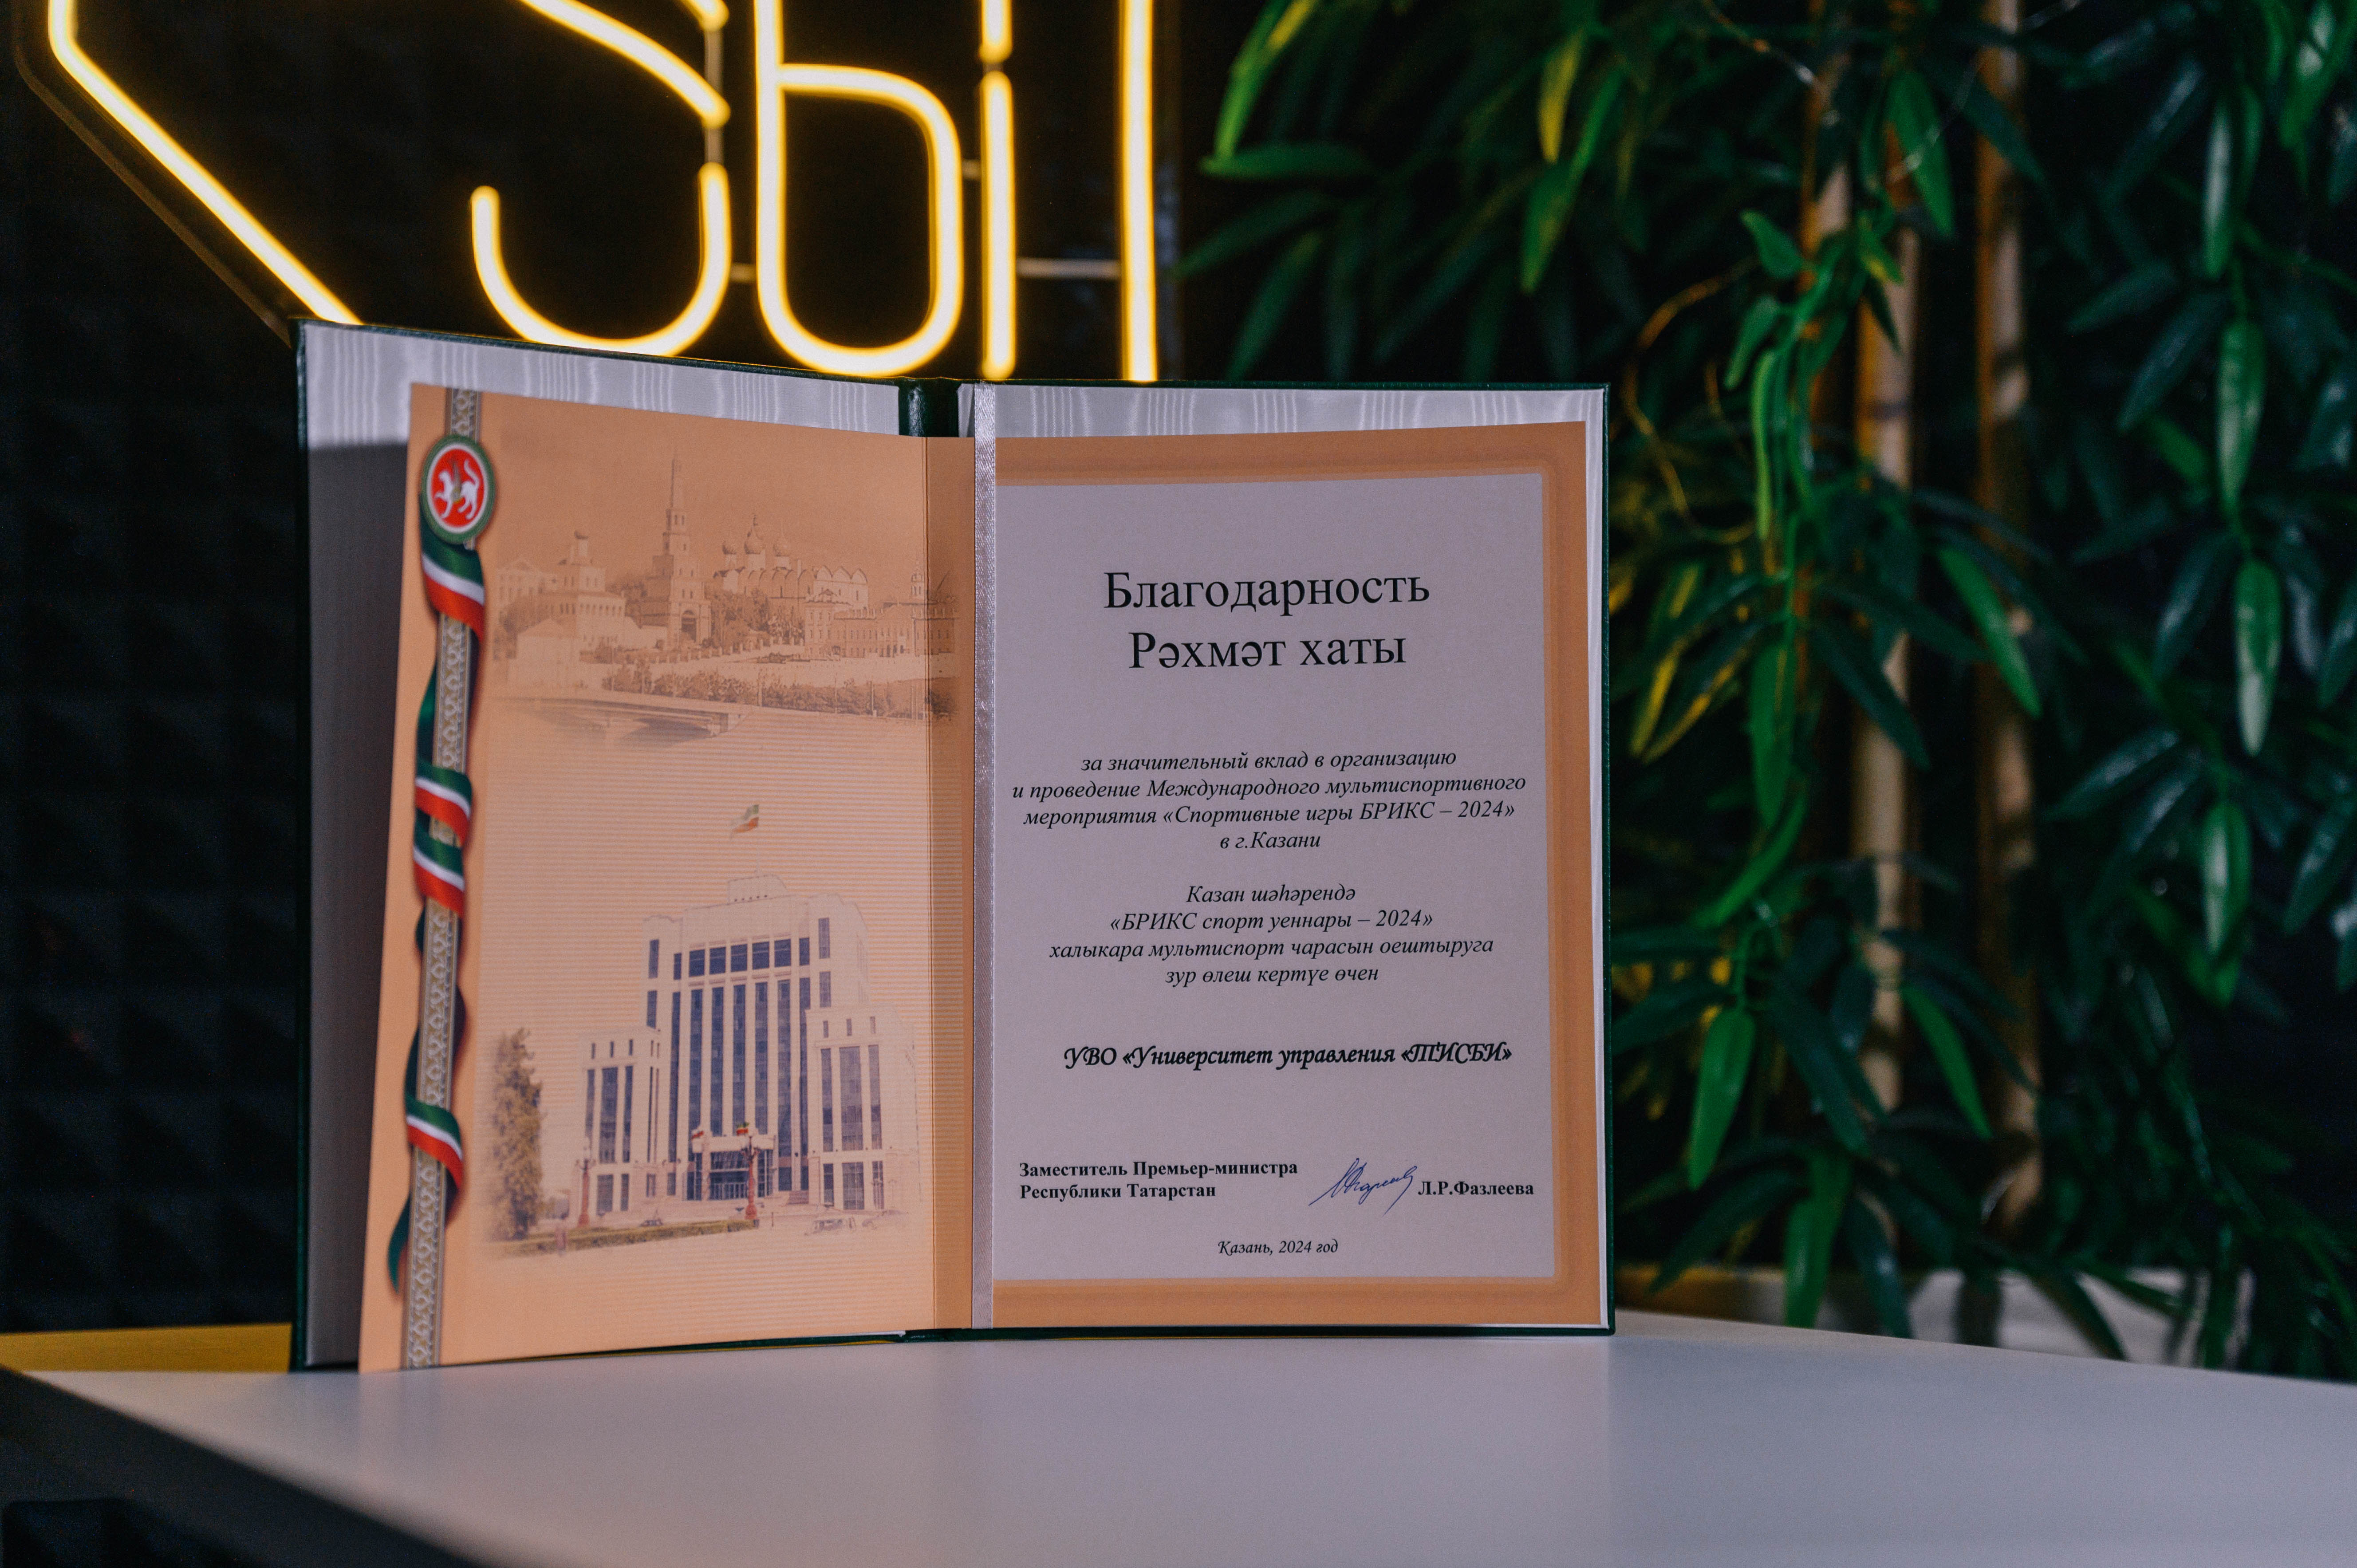 Благодарность
Рәхмәт хаты
за значительный вклад в организацию
и проведение Международного мультиспортивного
мероприятия «Спортивные игры БРИКС – 2024»
в г.Казани
Казан шәһәрендә
«БРИКС спорт уеннары – 2024»
халыкара мультиспорт чарасын оештыруга
зур өлеш кертүе өчен
УВО «Университет управления «ТИСБИ»
Заместитель Премьер-министра
Республики Татарстан Л.Р.Фазлеева
Казань, 2024 год